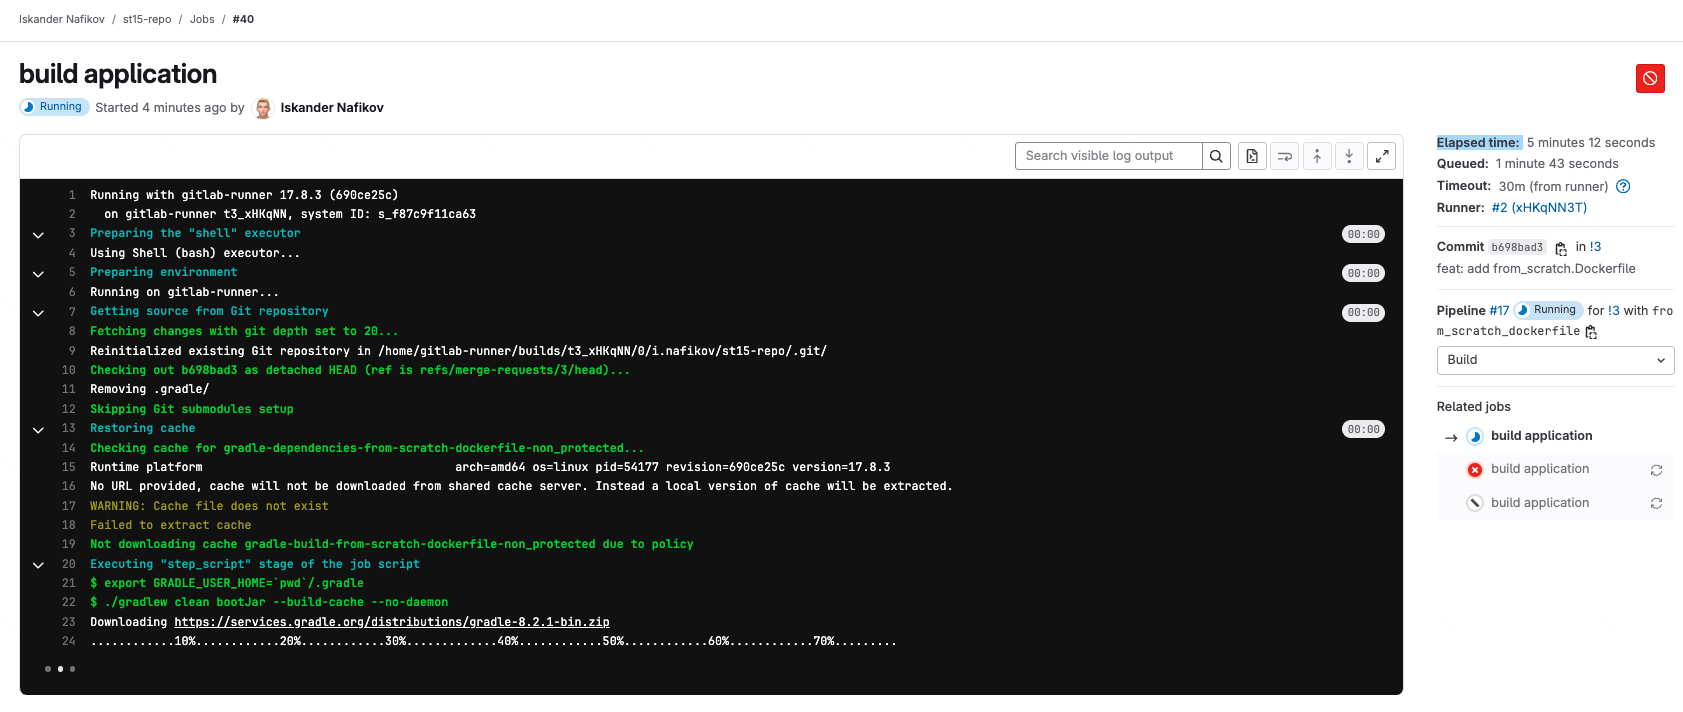 Iskander Nafikov / st15-repo / Jobs / #40
build application
Running Started 4 minutes ago by Iskander Nafikov
Search visible log output
1 Running with gitlab-runner 17.8.3 (690ce25c)
2 on gitlab-runner t3_xHKqNN, system ID: s_f87c9f11ca63
3 Preparing the "shell" executor 00:00
4 Using Shell (bash) executor...
5 Preparing environment 00:00
6 Running on gitlab-runner...
7 Getting source from Git repository 00:00
8 Fetching changes with git depth set to 20...
9 Reinitialized existing Git repository in /home/gitlab-runner/builds/t3_xHKqNN/0/i.nafikov/st15-repo/.git/
10 Checking out b698bad3 as detached HEAD (ref is refs/merge-requests/3/head)...
11 Removing .gradle/
12 Skipping Git submodules setup
13 Restoring cache 00:00
14 Checking cache for gradle-dependencies-from-scratch-dockerfile-non_protected...
15 Runtime platform arch=amd64 os=linux pid=54177 revision=690ce25c version=17.8.3
16 No URL provided, cache will not be downloaded from shared cache server. Instead a local version of cache will be extracted.
17 WARNING: Cache file does not exist
18 Failed to extract cache
19 Not downloading cache gradle-build-from-scratch-dockerfile-non_protected due to policy
20 Executing "step_script" stage of the job script
21 $ export GRADLE_USER_HOME=`pwd`/.gradle
22 $ ./gradlew clean bootJar --build-cache --no-daemon
23 Downloading https://services.gradle.org/distributions/gradle-8.2.1-bin.zip
24 ............10%............20%............30%.............40%............50%............60%............70%.........
Elapsed time: 5 minutes 12 seconds
Queued: 1 minute 43 seconds
Timeout: 30m (from runner)
Runner: #2 (xHKqNN3T)
Commit b698bad3 in !3
feat: add from_scratch.Dockerfile
Pipeline #17 Running for !3 with fro
m_scratch_dockerfile
Build
Related jobs
→ build application
build application
build application